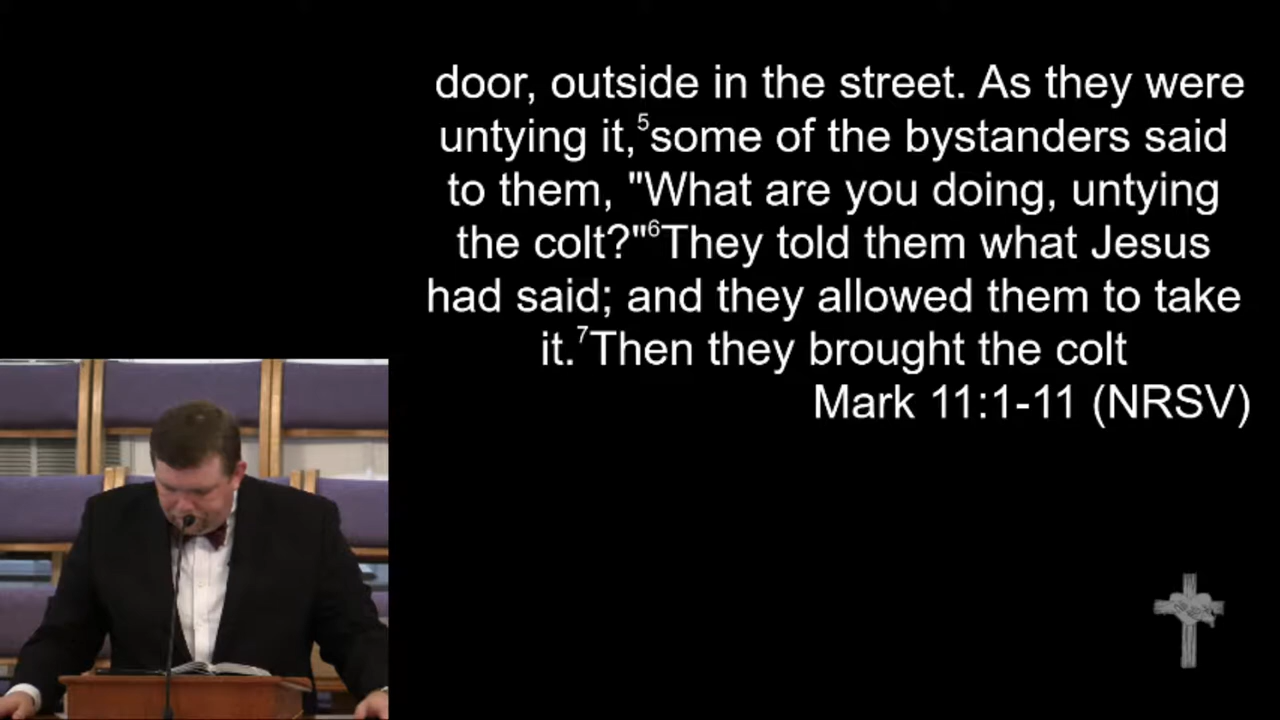 door, outside in the street. As they were
untying it,⁵some of the bystanders said
to them, "What are you doing, untying
the colt?"⁶They told them what Jesus
had said; and they allowed them to take
it.⁷Then they brought the colt
Mark 11:1-11 (NRSV)